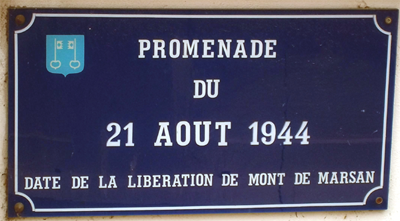 PROMENADE
DU
21 AOUT 1944
DATE DE LA LIBERATION DE MONT DE MARSAN